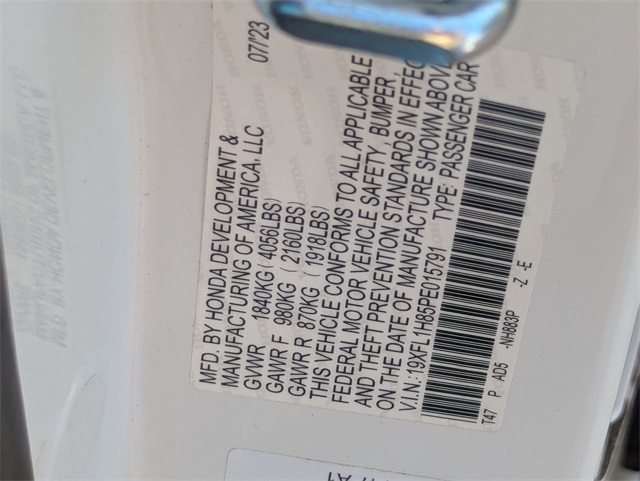 MFD. BY HONDA DEVELOPMENT & 07/23
MANUFACTURING OF AMERICA, LLC
GVWR 1840KG (4056LBS)
GAWR F 980KG (2160LBS)
GAWR R 870KG (1918LBS)
THIS VEHICLE CONFORMS TO ALL APPLICABLE
FEDERAL MOTOR VEHICLE SAFETY, BUMPER,
AND THEFT PREVENTION STANDARDS IN EFFEC
ON THE DATE OF MANUFACTURE SHOWN ABOVE
V.I.N.: 19XFL1H85PE015791 TYPE: PASSENGER CAR
T47 P AD5 -NH883P -Z -E
A1